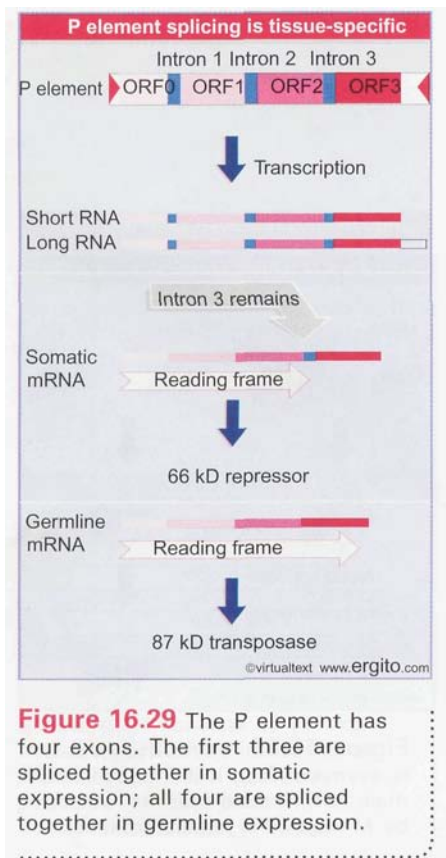 P element splicing is tissue-specific
Intron 1 Intron 2 Intron 3
P element ORF0 ORF1 ORF2 ORF3
Transcription
Short RNA
Long RNA
Intron 3 remains
Somatic
mRNA
Reading frame
66 kD repressor
Germline
mRNA
Reading frame
87 kD transposase
©virtualtext www.ergito.com
Figure 16.29 The P element has
four exons. The first three are
spliced together in somatic
expression; all four are spliced
together in germline expression.